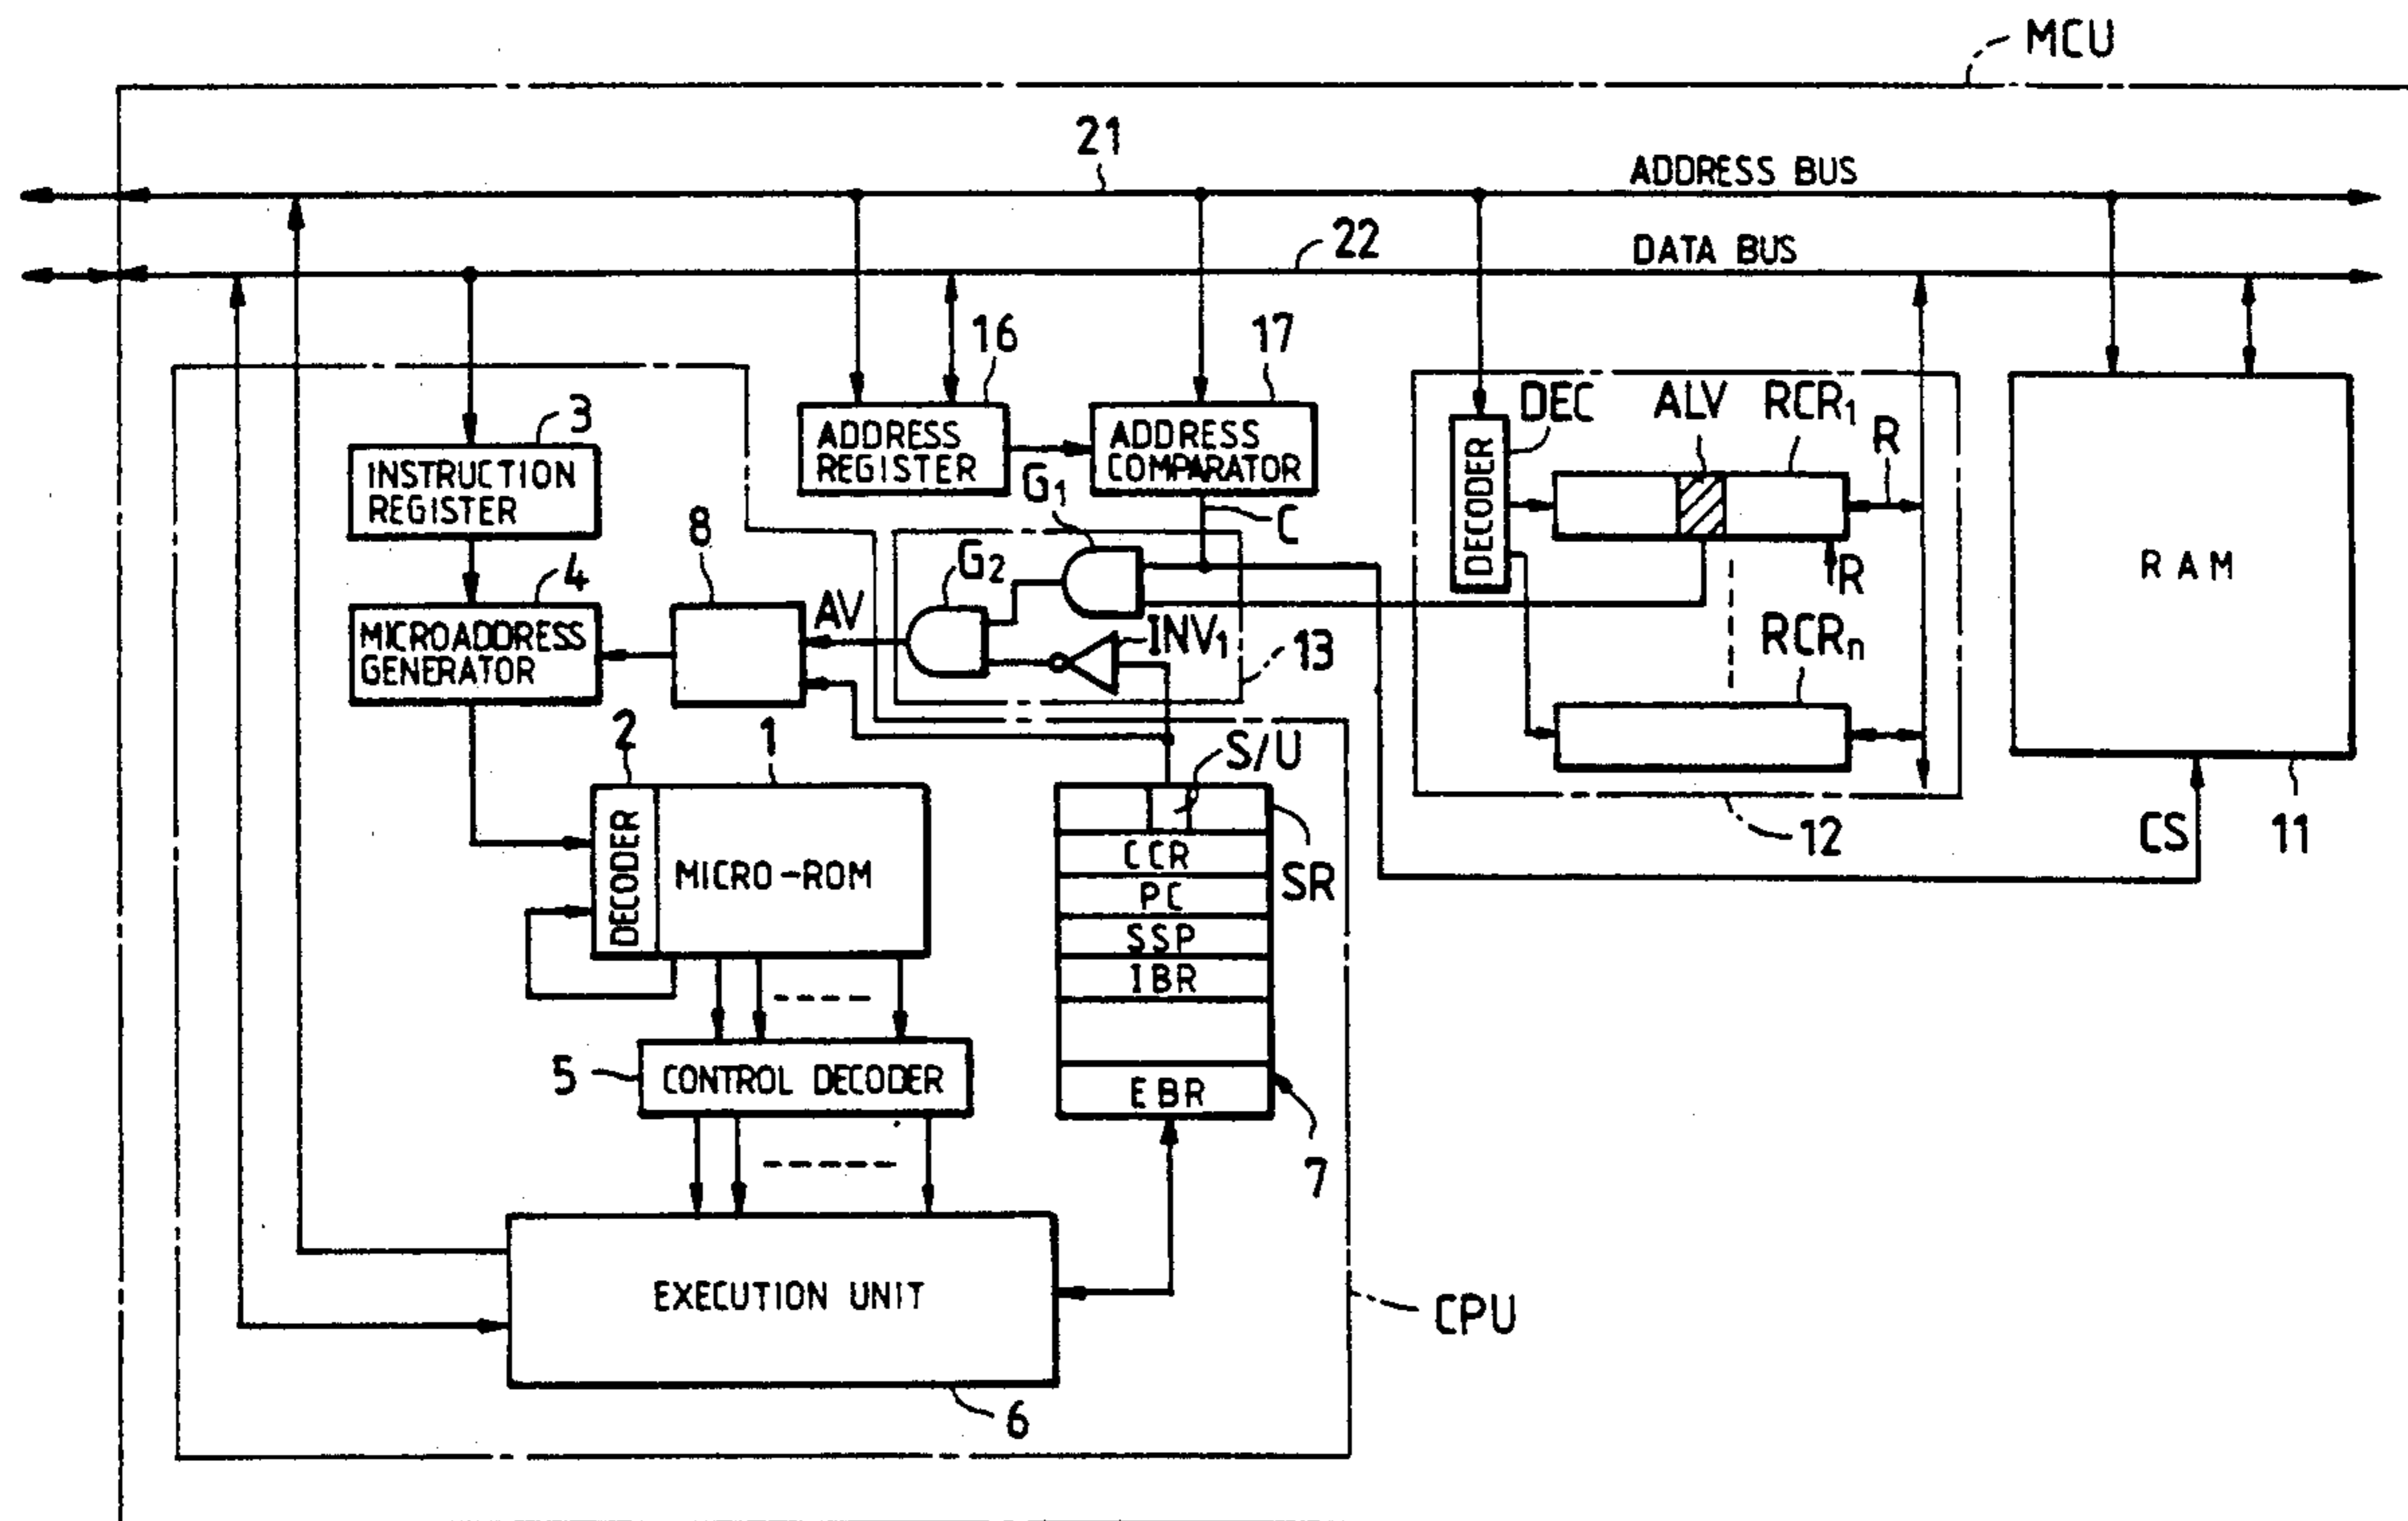 MCU
21
ADDRESS BUS
22
DATA BUS
16
17
3
DEC
ALV
RCR1
R
ADDRESS
REGISTER
ADDRESS
COMPARATOR
DECODER
INSTRUCTION
REGISTER
G1
C
8
G2
RAM
4
R
AV
INV1
13
RCRn
MICROADDRESS
GENERATOR
2
1
S/U
CS
11
12
DECODER
MICRO-ROM
CCR
SR
PC
SSP
IBR
5
CONTROL DECODER
EBR
7
EXECUTION UNIT
CPU
6